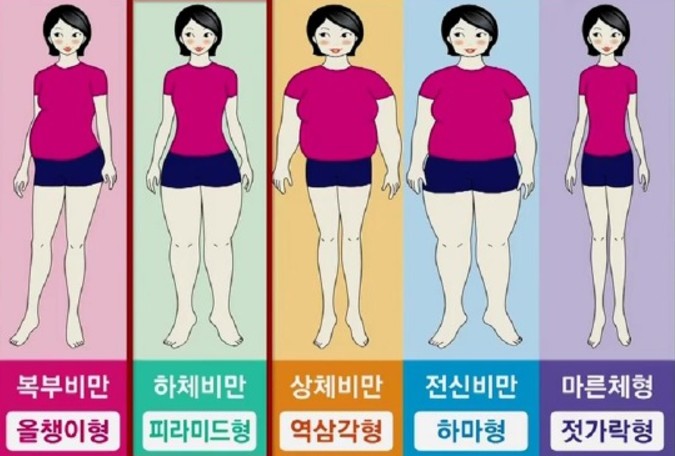 복부비만
올챙이형
하체비만
피라미드형
상체비만
역삼각형
전신비만
하마형
마른체형
젓가락형